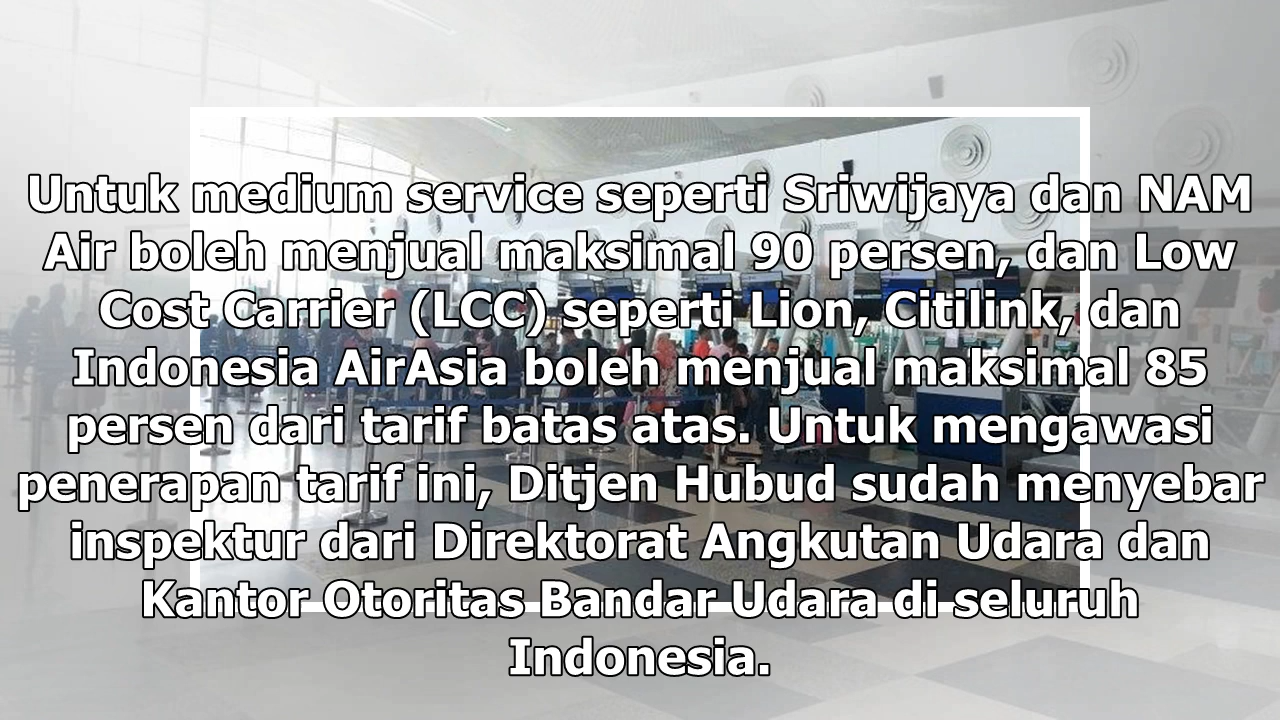 Untuk medium service seperti Sriwijaya dan NAM
Air boleh menjual maksimal 90 persen, dan Low
Cost Carrier (LCC) seperti Lion, Citilink, dan
Indonesia AirAsia boleh menjual maksimal 85
persen dari tarif batas atas. Untuk mengawasi
penerapan tarif ini, Ditjen Hubud sudah menyebar
inspektur dari Direktorat Angkutan Udara dan
Kantor Otoritas Bandar Udara di seluruh
Indonesia.